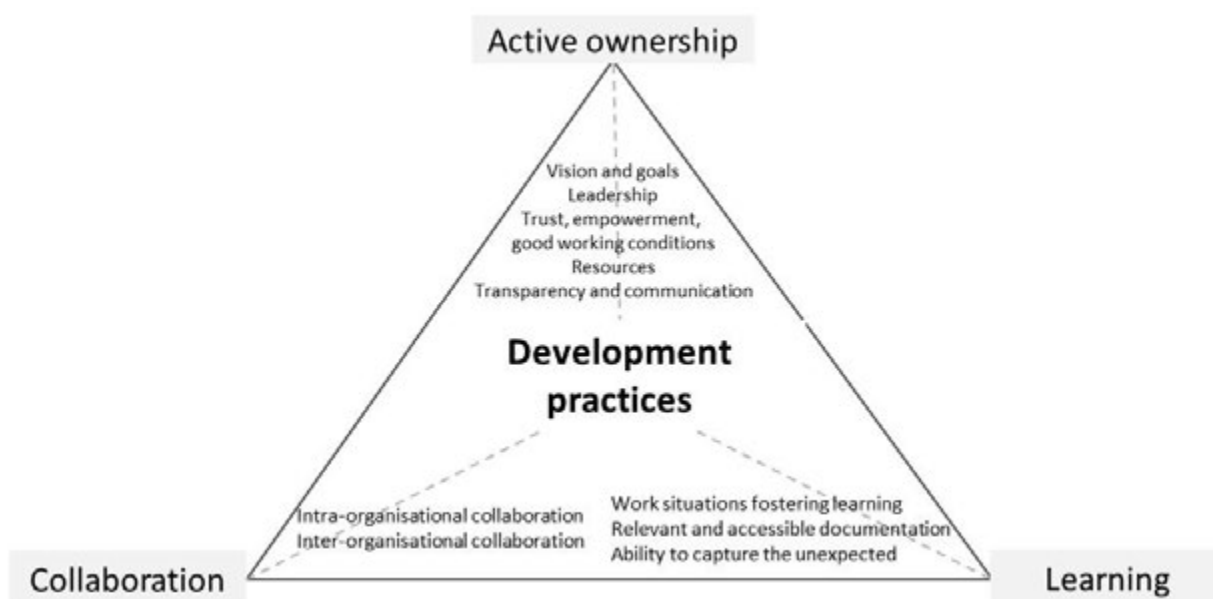 Active ownership
Vision and goals
Leadership
Trust, empowerment,
good working conditions
Resources
Transparency and communication
Development
practices
Intra-organisational collaboration
Inter-organisational collaboration
Work situations fostering learning
Relevant and accessible documentation
Ability to capture the unexpected
Collaboration
Learning